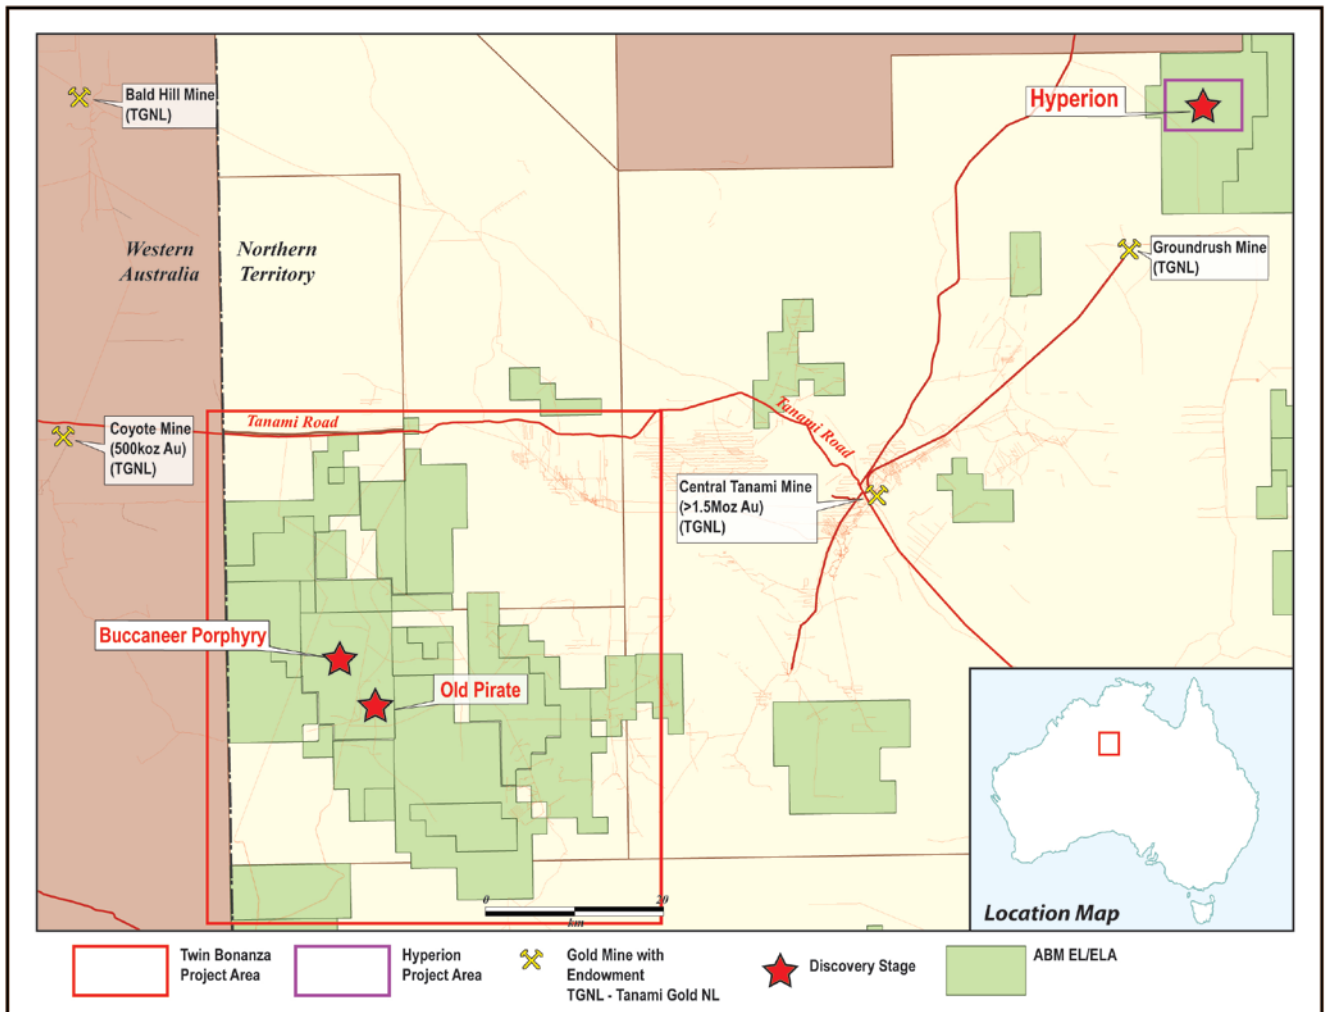 Bald Hill Mine
(TGNL)
Hyperion
Western
Australia
Northern
Territory
Groundrush Mine
(TGNL)
Tanami Road
Tanami Road
Coyote Mine
(500koz Au)
(TGNL)
Central Tanami Mine
(>1.5Moz Au)
(TGNL)
Buccaneer Porphyry
Old Pirate
0 20
km
Location Map
Twin Bonanza
Project Area
Hyperion
Project Area
Gold Mine with
Endowment
TGNL - Tanami Gold NL
Discovery Stage
ABM EL/ELA